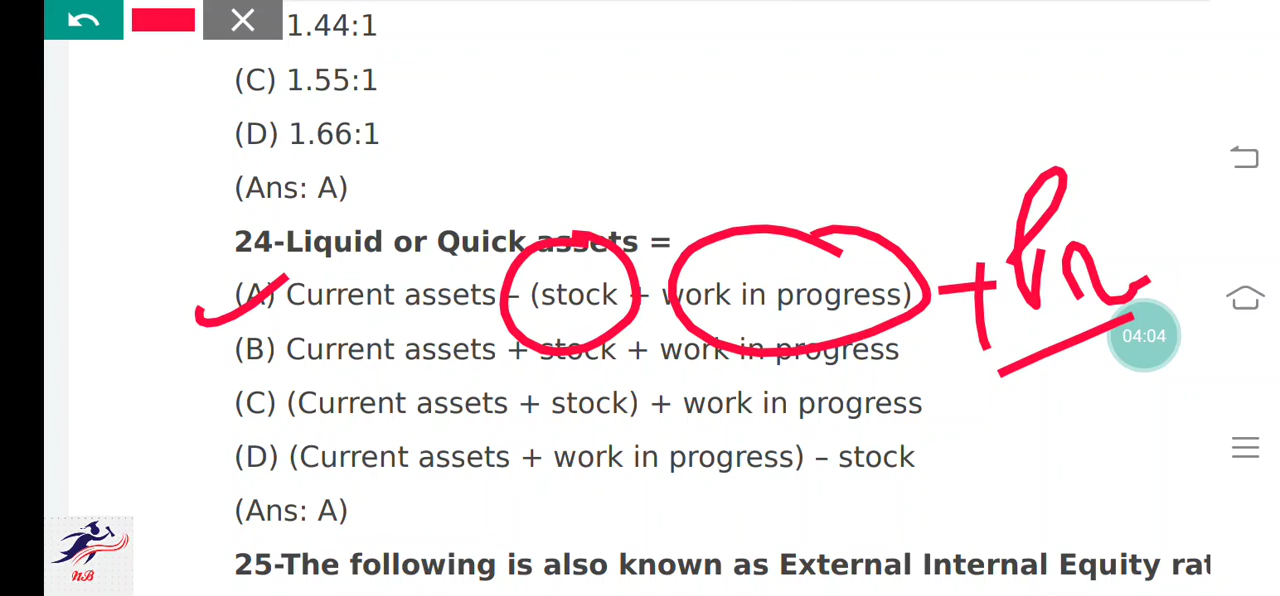 1.44:1
(C) 1.55:1
(D) 1.66:1
(Ans: A)
24-Liquid or Quick assets =
(A) Current assets – (stock + work in progress)
(B) Current assets + stock + work in progress
(C) (Current assets + stock) + work in progress
04:04
(D) (Current assets + work in progress) – stock
(Ans: A)
25-The following is also known as External Internal Equity rat
NB